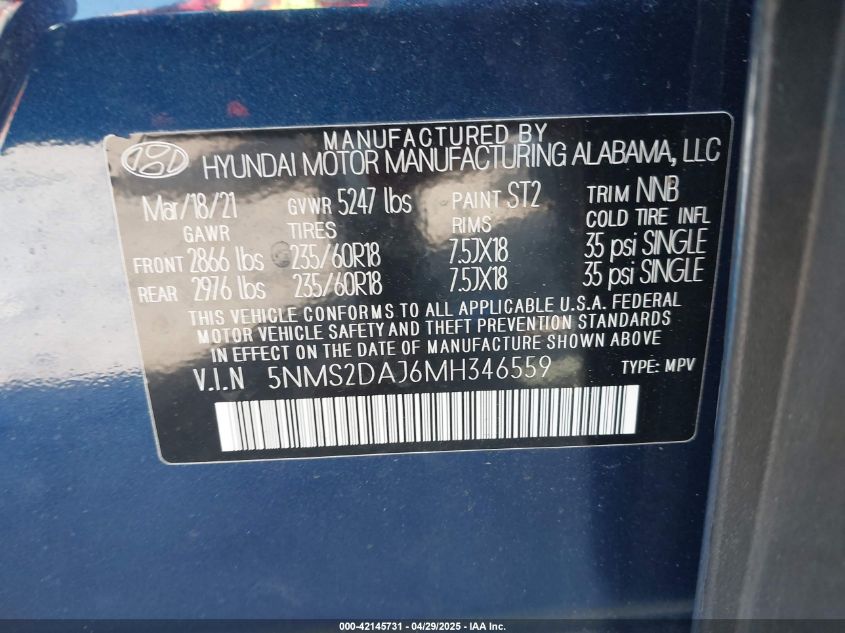 MANUFACTURED BY
HYUNDAI MOTOR MANUFACTURING ALABAMA, LLC
Mar/18/21 GVWR 5247 lbs PAINT ST2 TRIM NNB
GAWR TIRES RIMS COLD TIRE INFL
FRONT 2866 lbs 235/60R18 7.5JX18 35 psi SINGLE
REAR 2976 lbs 235/60R18 7.5JX18 35 psi SINGLE
THIS VEHICLE CONFORMS TO ALL APPLICABLE U.S.A. FEDERAL
MOTOR VEHICLE SAFETY AND THEFT PREVENTION STANDARDS
IN EFFECT ON THE DATE OF MANUFACTURE SHOWN ABOVE
V.I.N 5NMS2DAJ6MH346559 TYPE: MPV
000-42145731 - 04/29/2025 - IAA Inc.